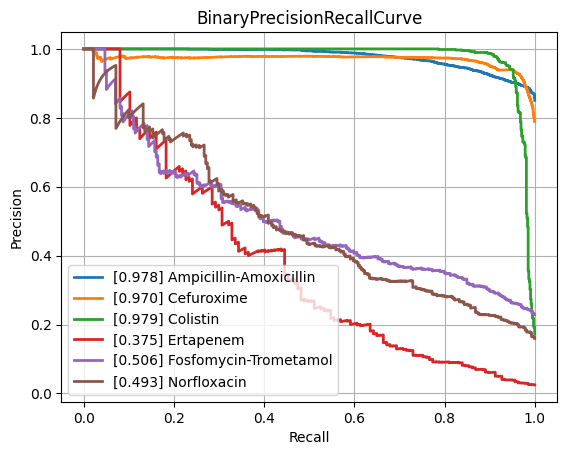 BinaryPrecisionRecallCurve
Precision
1.0
0.8
0.6
0.4
0.2
0.0
[0.978] Ampicillin-Amoxicillin
[0.970] Cefuroxime
[0.979] Colistin
[0.375] Ertapenem
[0.506] Fosfomycin-Trometamol
[0.493] Norfloxacin
0.0 0.2 0.4 0.6 0.8 1.0
Recall